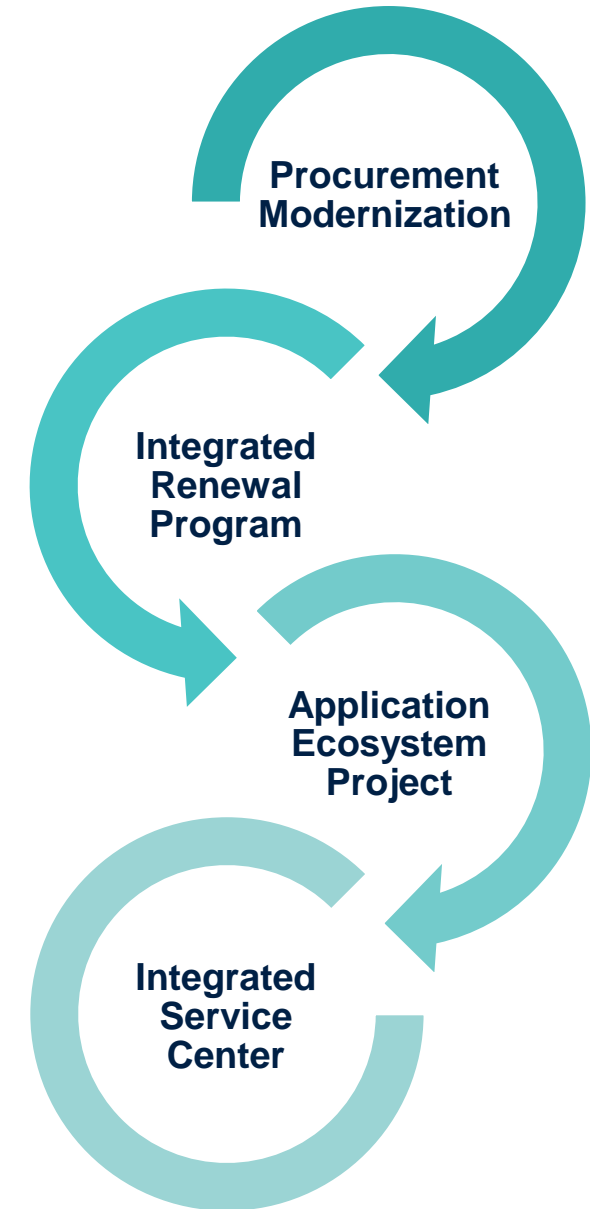 Procurement
Modernization
Integrated
Renewal
Program
Application
Ecosystem
Project
Integrated
Service
Center